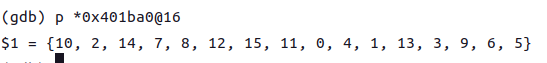 (gdb) p *0x401ba0@16
$1 = {10, 2, 14, 7, 8, 12, 15, 11, 0, 4, 1, 13, 3, 9, 6, 5}